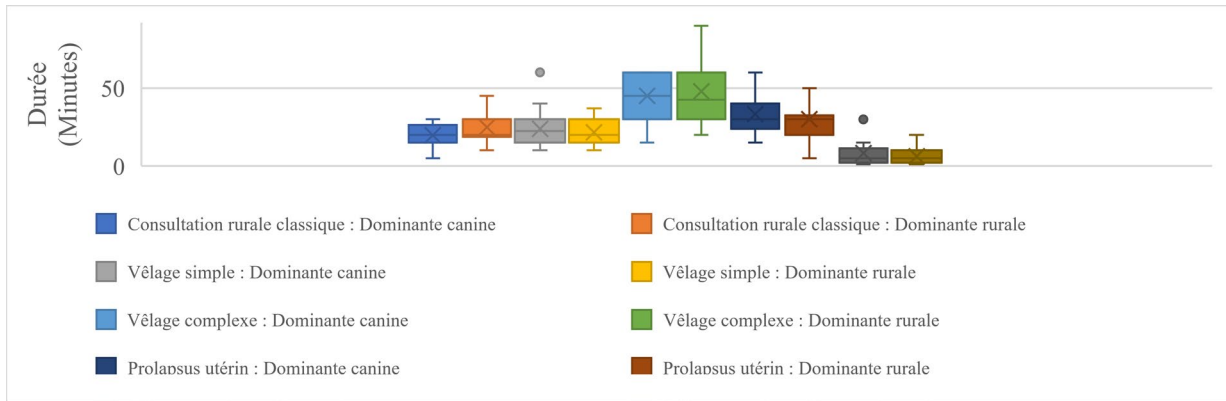 Durée
(Minutes)
50
0
Consultation rurale classique : Dominante canine
Consultation rurale classique : Dominante rurale
Vêlage simple : Dominante canine
Vêlage simple : Dominante rurale
Vêlage complexe : Dominante canine
Vêlage complexe : Dominante rurale
Prolapsus utérin : Dominante canine
Prolapsus utérin : Dominante rurale